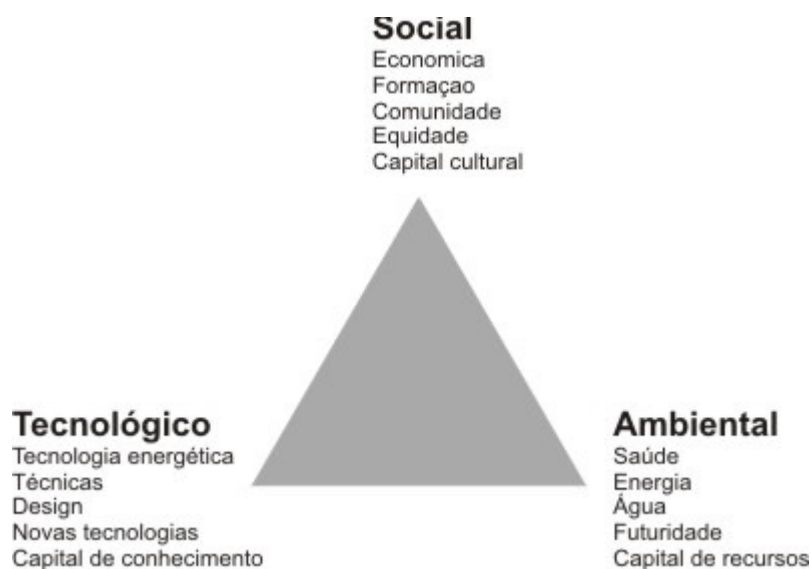 Social
Economica
Formaçao
Comunidade
Equidade
Capital cultural
Tecnológico
Tecnologia energética
Técnicas
Design
Novas tecnologias
Capital de conhecimento
Ambiental
Saúde
Energia
Água
Futuridade
Capital de recursos